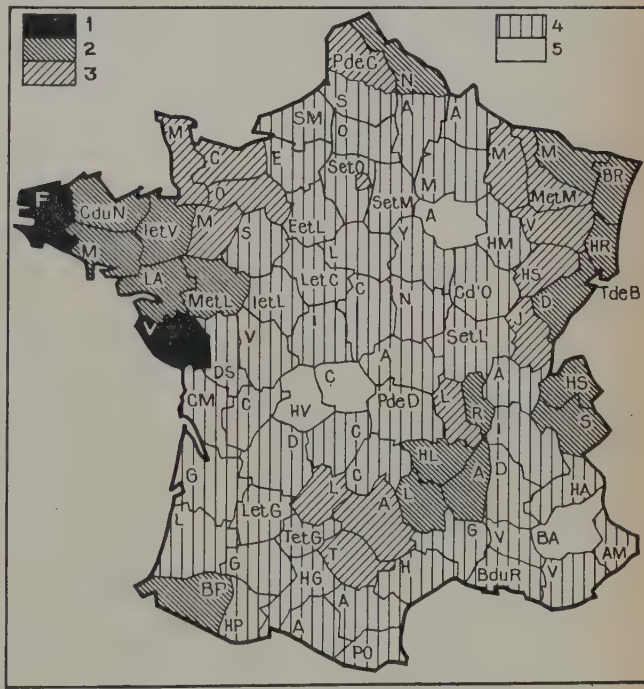 1
2
3
4
5
PdeC
N
S
A
A
SM
O
M
C
E
SetO
M
M
M
BR
O
SetM
MetM
F
CduN
IetV
M
S
EetL
Y
A
V
HM
HR
M
L
HS
TdeB
LA
MetL
IetL
LetC
C
N
Cd'O
D
J
V
V
I
SetL
DS
A
A
HS
CM
C
HV
C
PdeD
L
R
S
I
D
C
HL
A
D
G
C
L
HA
L
LetG
L
A
TetG
G
V
BA
AM
G
T
H
BduR
V
BP
HG
HP
A
A
PO